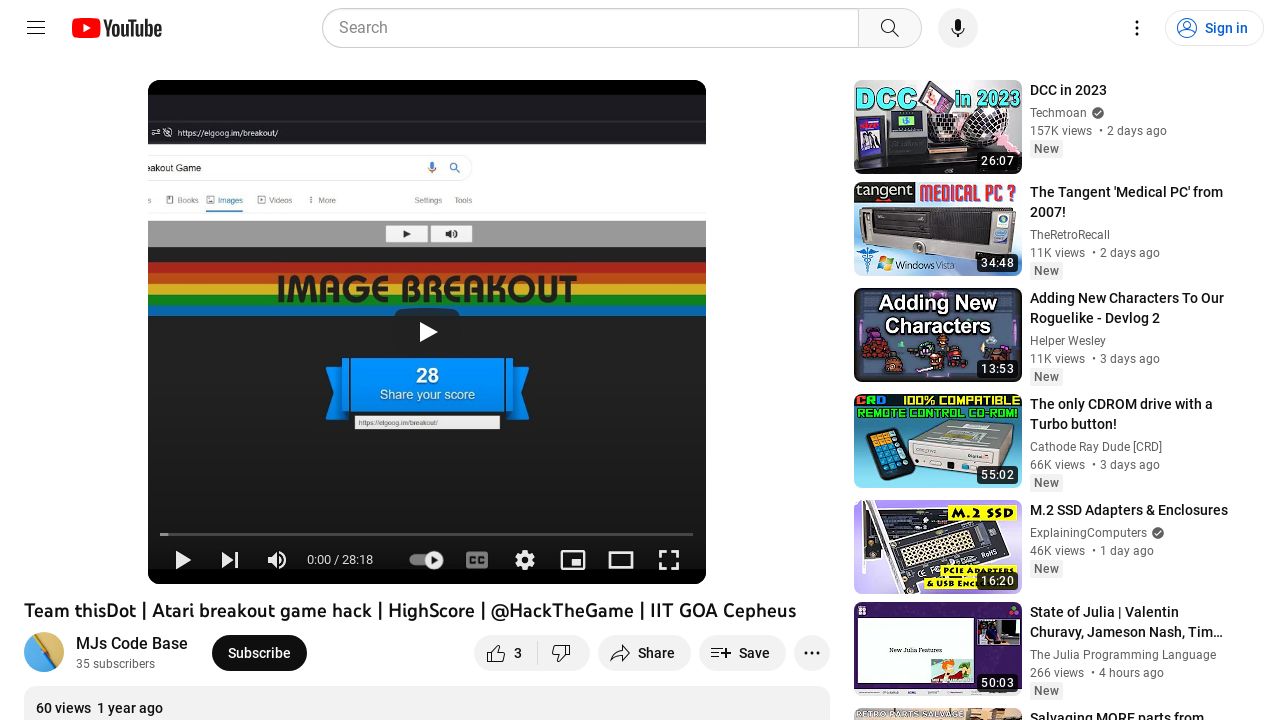 YouTube
Search
Sign in
https://elgoog.im/breakout/
eakout Game
Books
Images
Videos
More
Settings
Tools
IMAGE BREAKOUT
28
Share your score
https://elgoog.im/breakout/
0:00 / 28:18
CC
Team thisDot | Atari breakout game hack | HighScore | @HackTheGame | IIT GOA Cepheus
MJs Code Base
35 subscribers
Subscribe
3
Share
Save
60 views 1 year ago
DCC in 2023
26:07
DCC in 2023
Techmoan
157K views • 2 days ago
New
tangent MEDICAL PC ?
Windows Vista
34:48
The Tangent 'Medical PC' from
2007!
TheRetroRecall
11K views • 2 days ago
New
Adding New
Characters
13:53
Adding New Characters To Our
Roguelike - Devlog 2
Helper Wesley
11K views • 3 days ago
New
CRD 100% COMPATIBLE
REMOTE CONTROL CD-ROM!
55:02
The only CDROM drive with a
Turbo button!
Cathode Ray Dude [CRD]
66K views • 3 days ago
New
M.2 SSD
RoHS
PCIe ADAPTERS
& USB ENC
16:20
M.2 SSD Adapters & Enclosures
ExplainingComputers
46K views • 1 day ago
New
New Julia Features
50:03
State of Julia | Valentin
Churavy, Jameson Nash, Tim…
The Julia Programming Language
266 views • 4 hours ago
New
RETRO PARTS SALVAGE
Salvaging MORE parts from